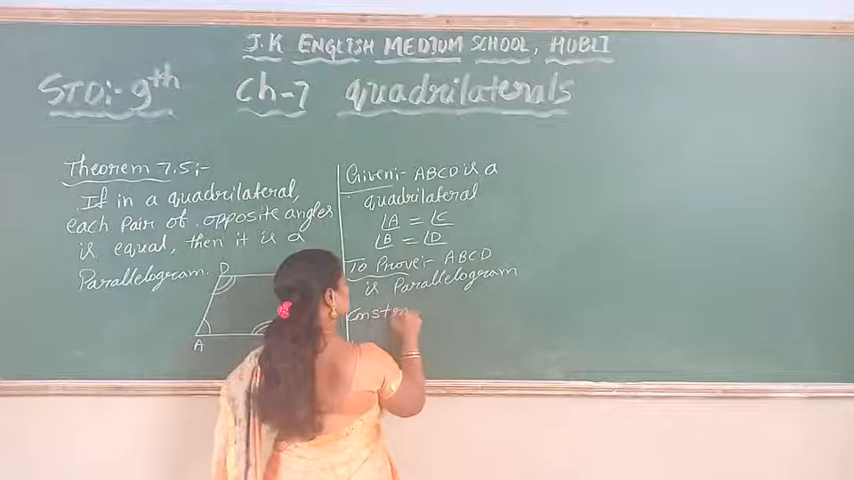 J.K ENGLISH MEDIUM SCHOOL, HUBLI
STD:- 9th
Ch-7 quadrilaterals
Theorem 7.5:-
If in a quadrilateral,
each Pair of opposite angles
is equal, then it is a
Parallelogram.
D
A
Given:- ABCD is a
quadrilateral
∠A = ∠C
∠B = ∠D
To Prove:- ABCD
is Parallelogram